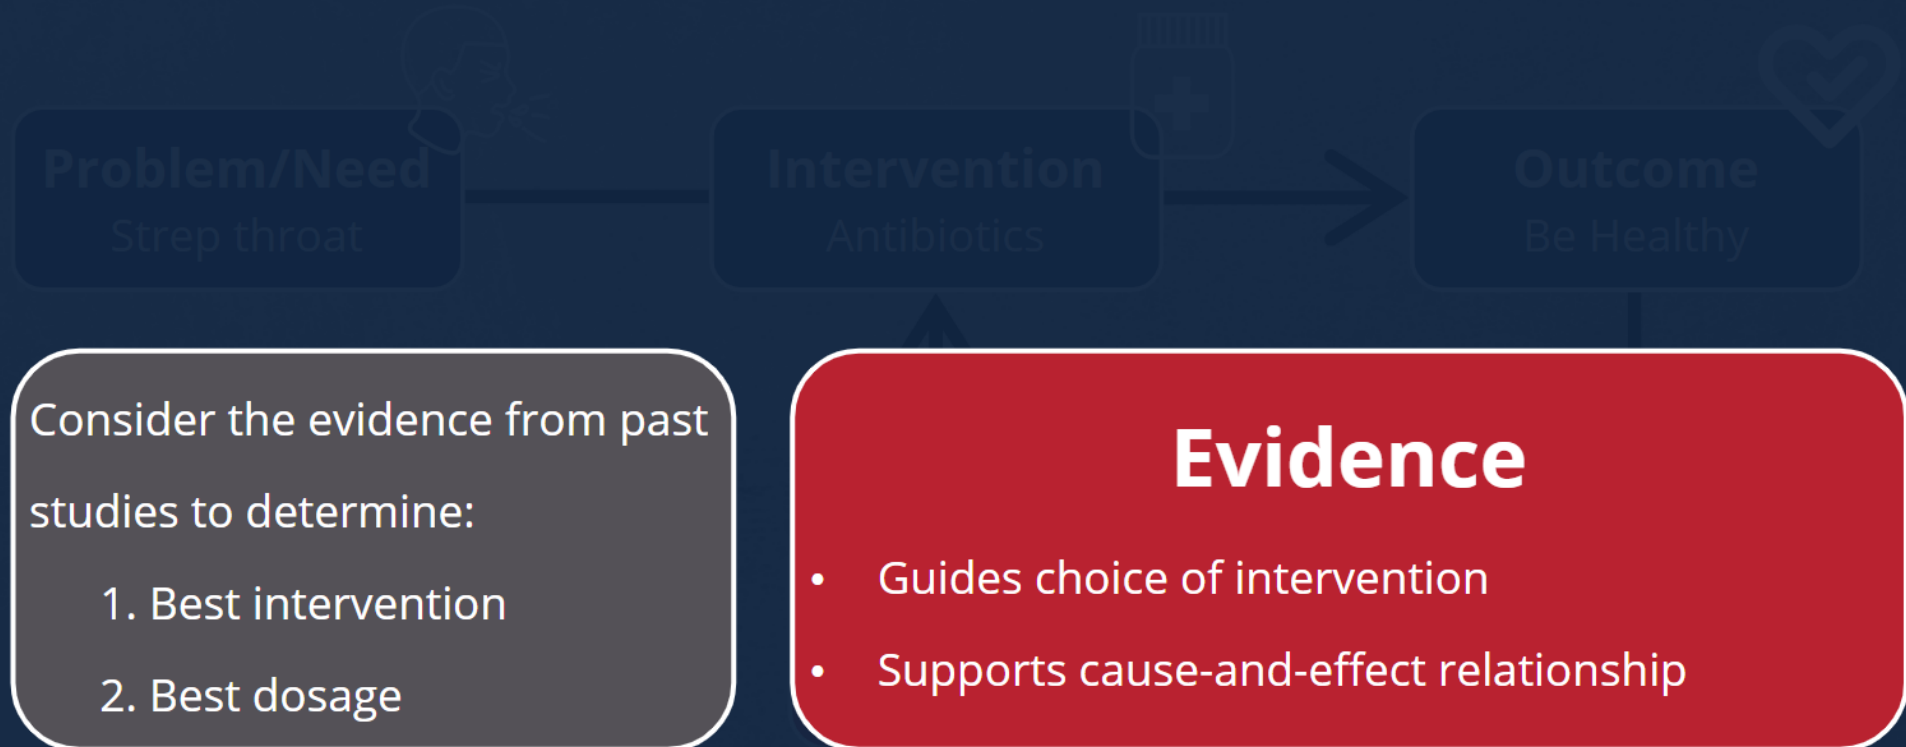 Problem/Need
Strep throat
Intervention
Antibiotics
Outcome
Be Healthy
Consider the evidence from past
studies to determine:
1. Best intervention
2. Best dosage
Evidence
• Guides choice of intervention
• Supports cause-and-effect relationship